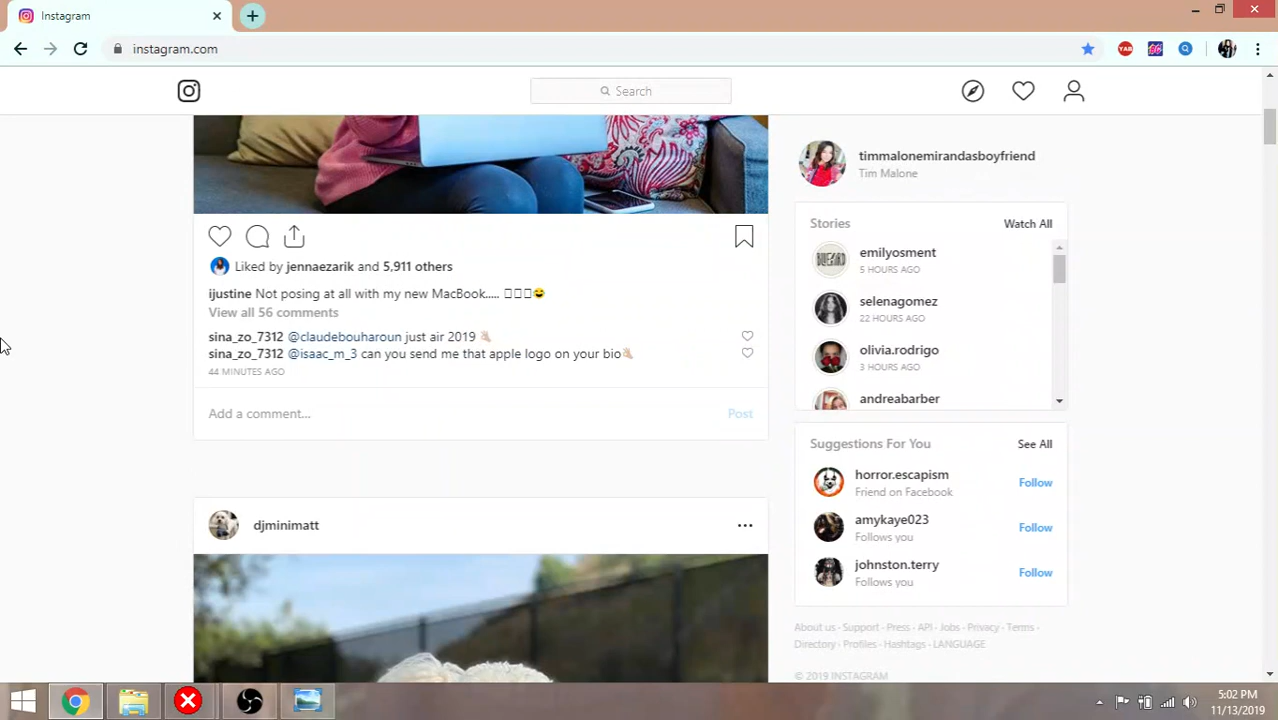 Instagram
instagram.com
YAB
Search
timmalonemirandasboyfriend
Tim Malone
Stories Watch All
emilyosment
5 HOURS AGO
selenagomez
22 HOURS AGO
olivia.rodrigo
3 HOURS AGO
andreabarber
Liked by jennaezarik and 5,911 others
ijustine Not posing at all with my new MacBook..... □□□😂
View all 56 comments
sina_zo_7312 @claudebouharoun just air 2019 👏🏻
sina_zo_7312 @isaac_m_3 can you send me that apple logo on your bio👏🏻
44 MINUTES AGO
Add a comment... Post
Suggestions For You See All
horror.escapism
Friend on Facebook
Follow
amykaye023
Follows you
Follow
johnston.terry
Follows you
Follow
djminimatt
About us · Support · Press · API · Jobs · Privacy · Terms ·
Directory · Profiles · Hashtags · LANGUAGE
© 2019 INSTAGRAM
5:02 PM
11/13/2019